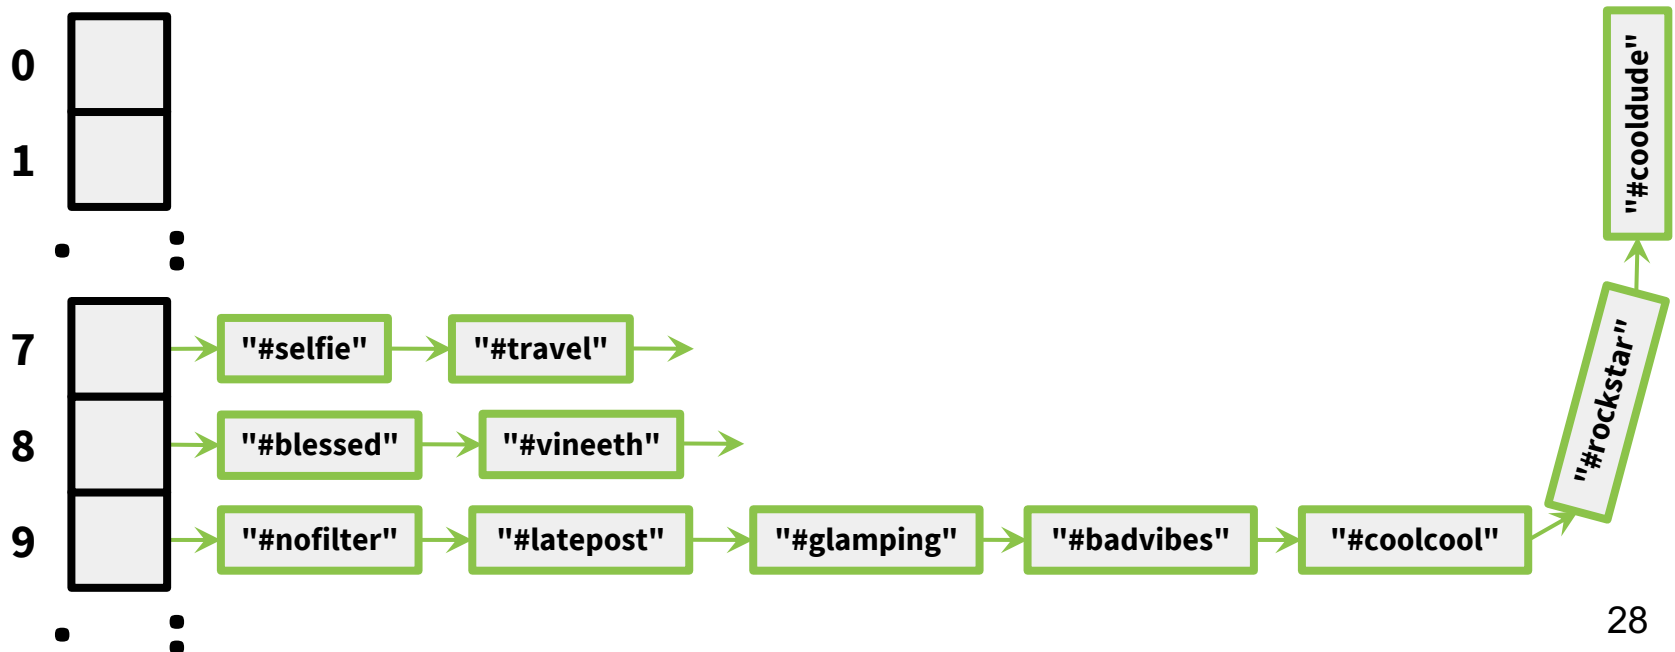 0
1
7 "#selfie" "#travel"
8 "#blessed" "#vineeth"
9 "#nofilter" "#latepost" "#glamping" "#badvibes" "#coolcool" "#rockstar" "#cooldude"
28